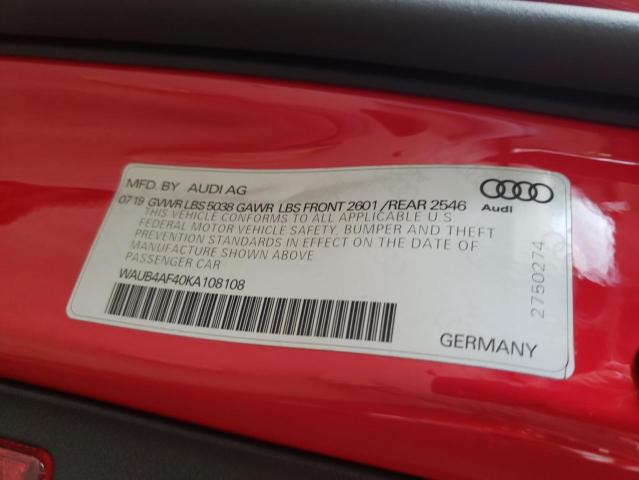 MFD. BY AUDI AG
0719 GVWR LBS 5038 GAWR LBS FRONT 2601 / REAR 2546
THIS VEHICLE CONFORMS TO ALL APPLICABLE U S
FEDERAL MOTOR VEHICLE SAFETY, BUMPER AND THEFT
PREVENTION STANDARDS IN EFFECT ON THE DATE OF
MANUFACTURE SHOWN ABOVE
PASSENGER CAR
WAUB4AF40KA108108
Audi
2750274
GERMANY